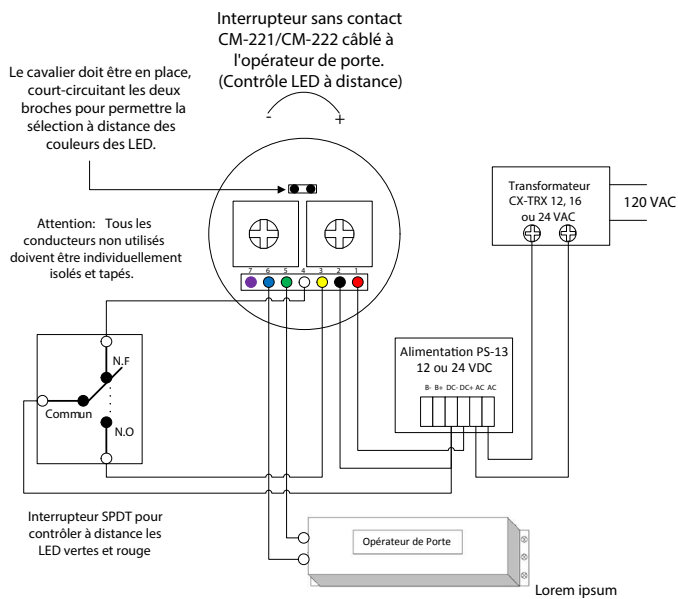 Interrupteur sans contact
CM-221/CM-222 câblé à
l'opérateur de porte.
(Contrôle LED à distance)
- +
Le cavalier doit être en place,
court-circuitant les deux
broches pour permettre la
sélection à distance des
couleurs des LED.
Attention: Tous les
conducteurs non utilisés
doivent être individuellement
isolés et tapés.
7 6 5 4 3 2 1
Transformateur
CX-TRX 12, 16
ou 24 VAC
120 VAC
Alimentation PS-13
12 ou 24 VDC
B- B+ DC- DC+ AC AC
N.F
Commun
N.O
Interrupteur SPDT pour
contrôler à distance les
LED vertes et rouge
Opérateur de Porte
Lorem ipsum